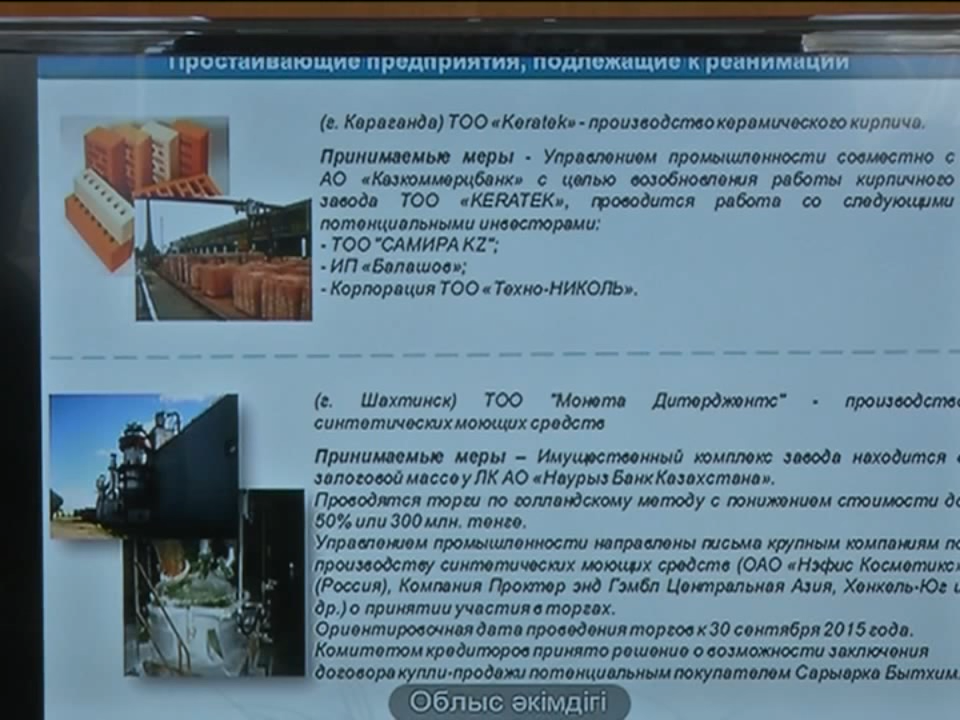 Простаивающие предприятия, подлежащие к реанимации
(г. Караганда) ТОО «Keratek» - производство керамического кирпича.
Принимаемые меры - Управлением промышленности совместно с
АО «Казкоммерцбанк» с целью возобновления работы кирпичного
завода ТОО «KERATEK», проводится работа со следующими
потенциальными инвесторами:
- ТОО "САМИРА KZ";
- ИП «Балашов»;
- Корпорация ТОО «Техно-НИКОЛЬ».
(г. Шахтинск) ТОО "Монета Дитерджентс" - производство
синтетических моющих средств
Принимаемые меры – Имущественный комплекс завода находится в
залоговой массе у ЛК АО «Наурыз Банк Казахстана».
Проводятся торги по голландскому методу с понижением стоимости до
50% или 300 млн. тенге.
Управлением промышленности направлены письма крупным компаниям по
производству синтетических моющих средств (ОАО «Нэфис Косметикс»
(Россия), Компания Проктер энд Гэмбл Центральная Азия, Хенкель-Юг и
др.) о принятии участия в торгах.
Ориентировочная дата проведения торгов к 30 сентября 2015 года.
Комитетом кредиторов принято решение о возможности заключения
договора купли-продажи потенциальным покупателем Сарыарка Бытхим.
Облыс әкімдігі